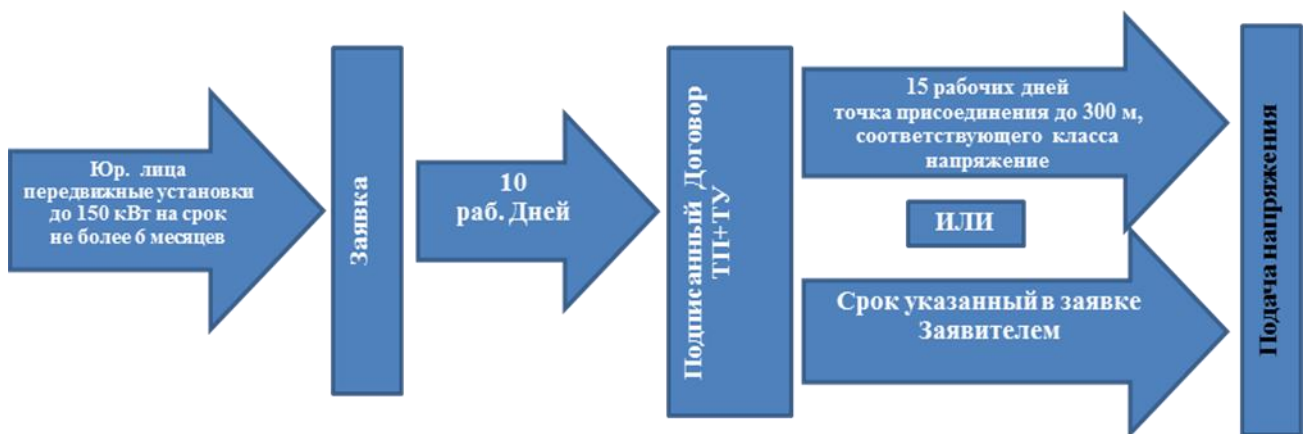 Юр. лица
передвижные установки
до 150 кВт на срок
не более 6 месяцев
Заявка
10
раб. Дней
Подписанный Договор
ТП+ТУ
15 рабочих дней
точка присоединения до 300 м,
соответствующего класса
напряжение
ИЛИ
Срок указанный в заявке
Заявителем
Подача напряжения